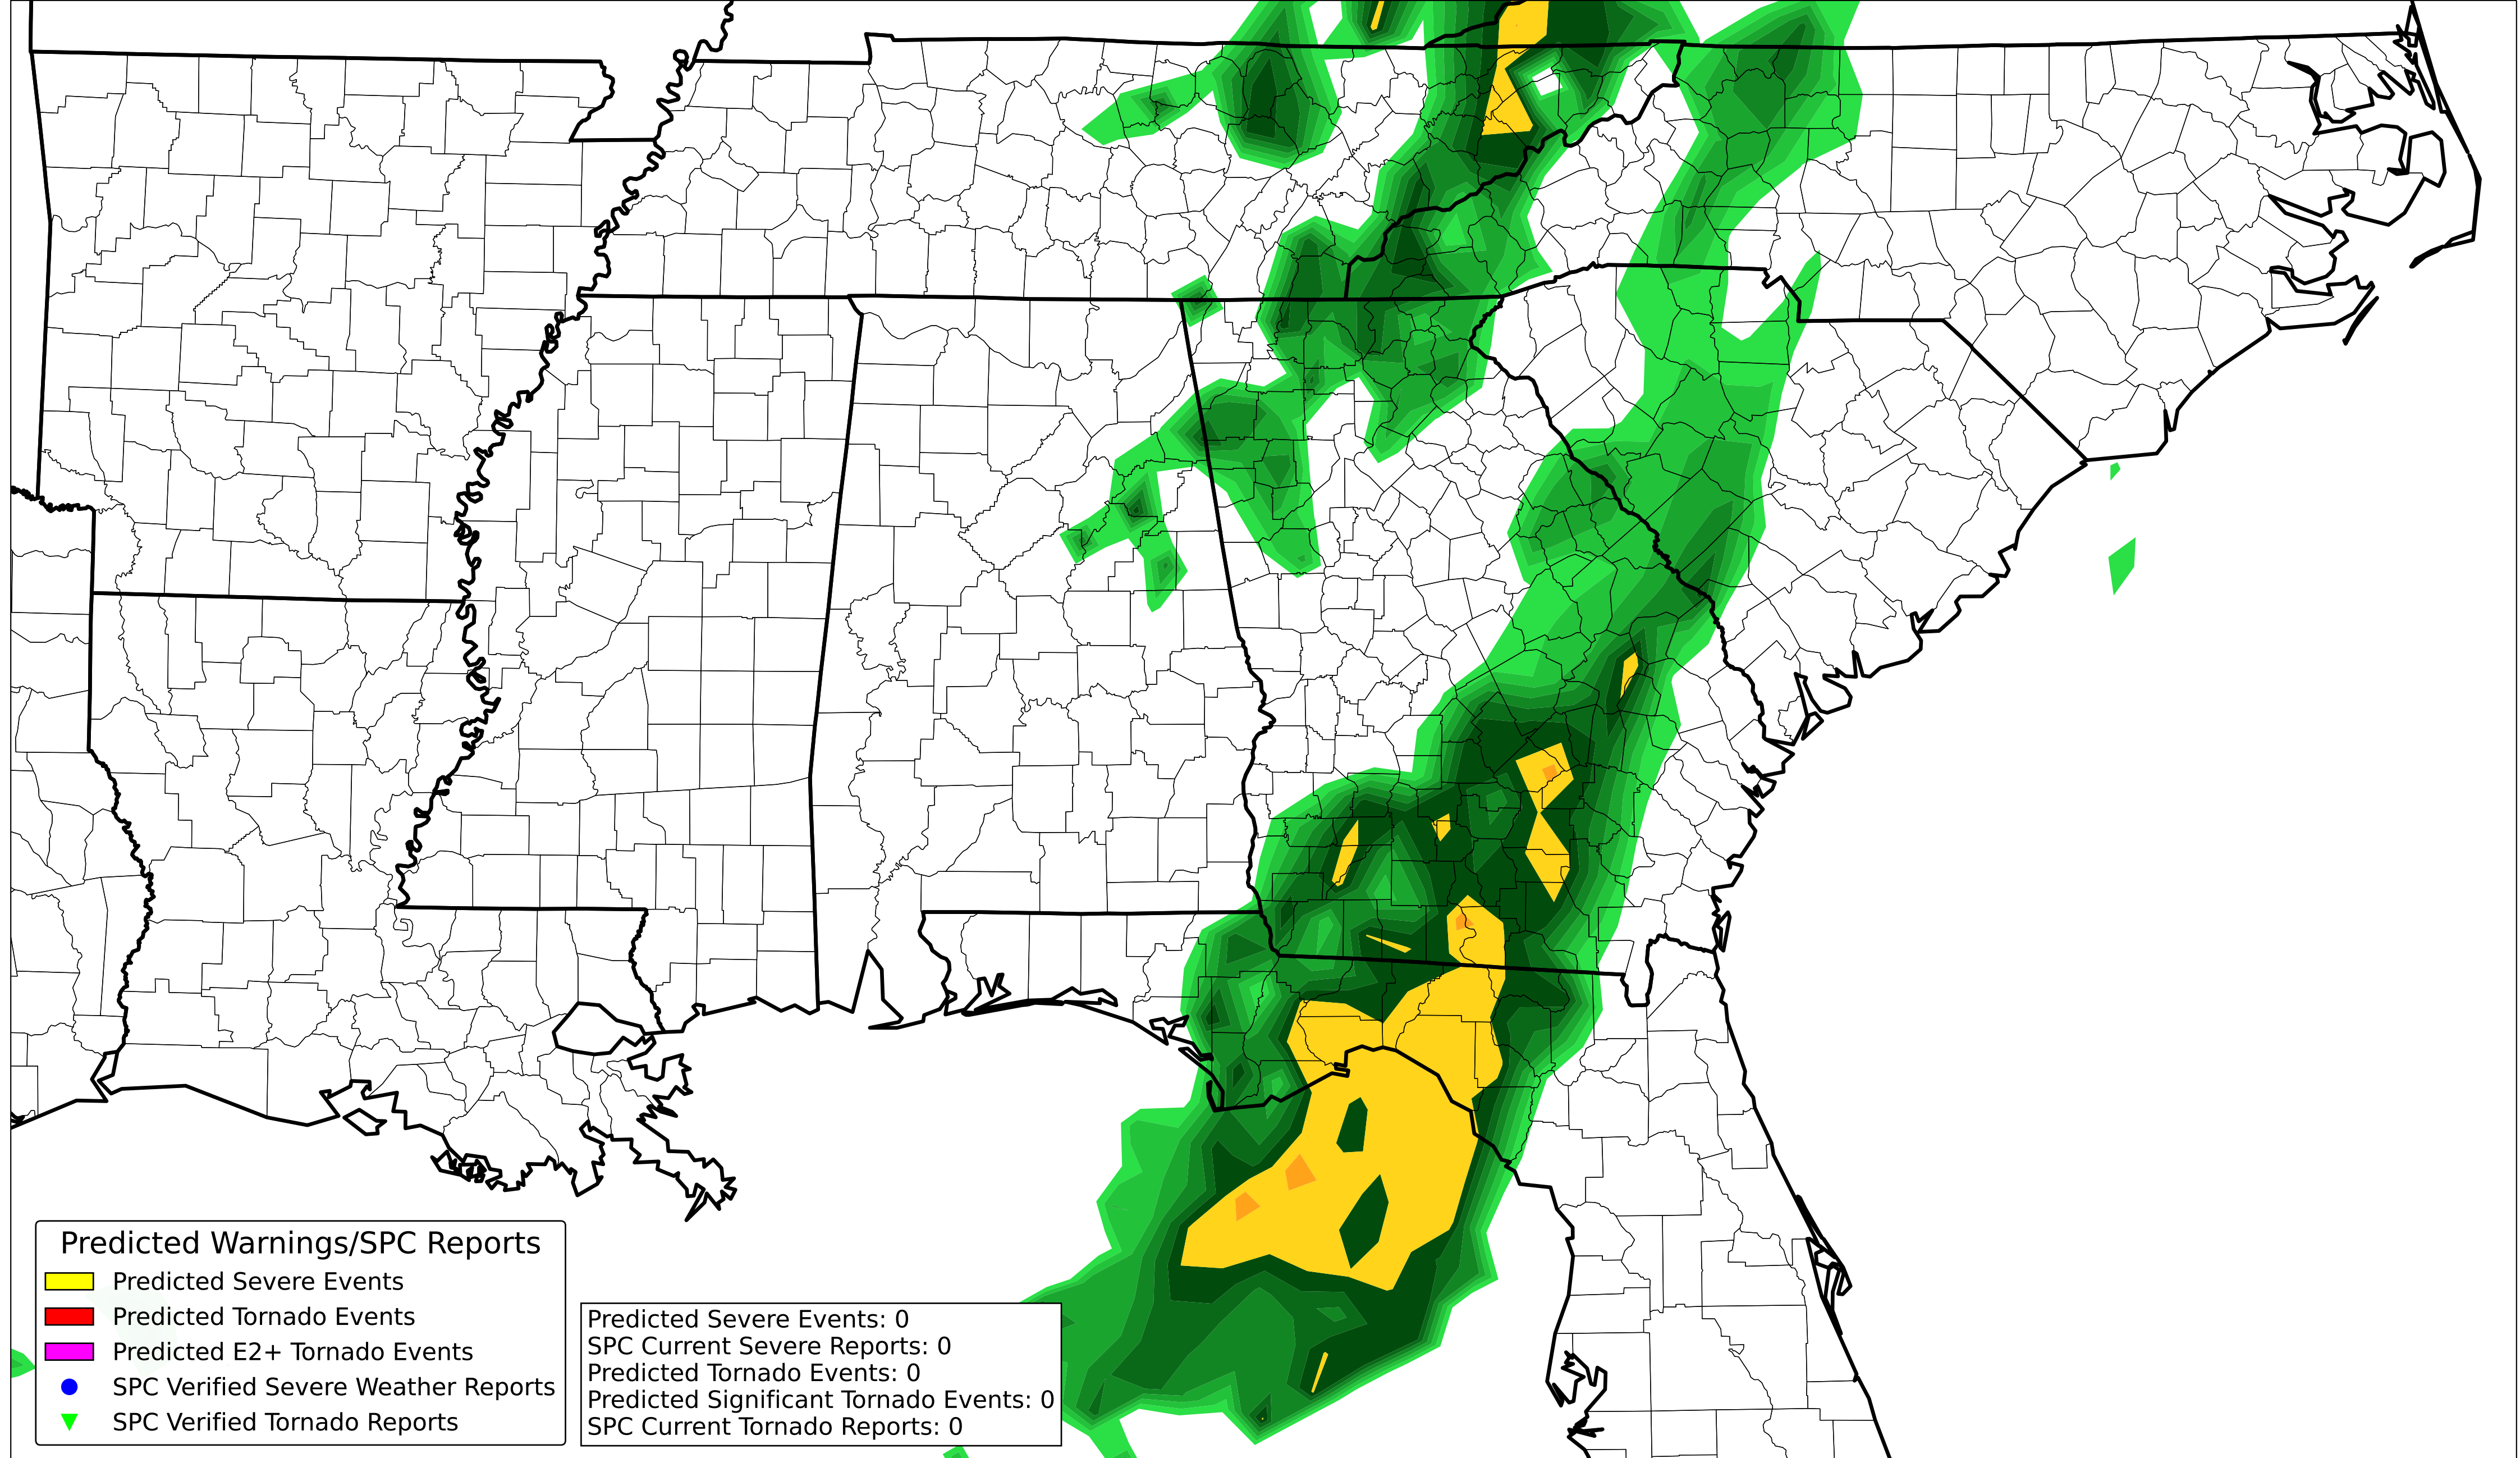 Predicted Warnings/SPC Reports
Predicted Severe Events
Predicted Tornado Events
Predicted E2+ Tornado Events
SPC Verified Severe Weather Reports
SPC Verified Tornado Reports
Predicted Severe Events: 0
SPC Current Severe Reports: 0
Predicted Tornado Events: 0
Predicted Significant Tornado Events: 0
SPC Current Tornado Reports: 0